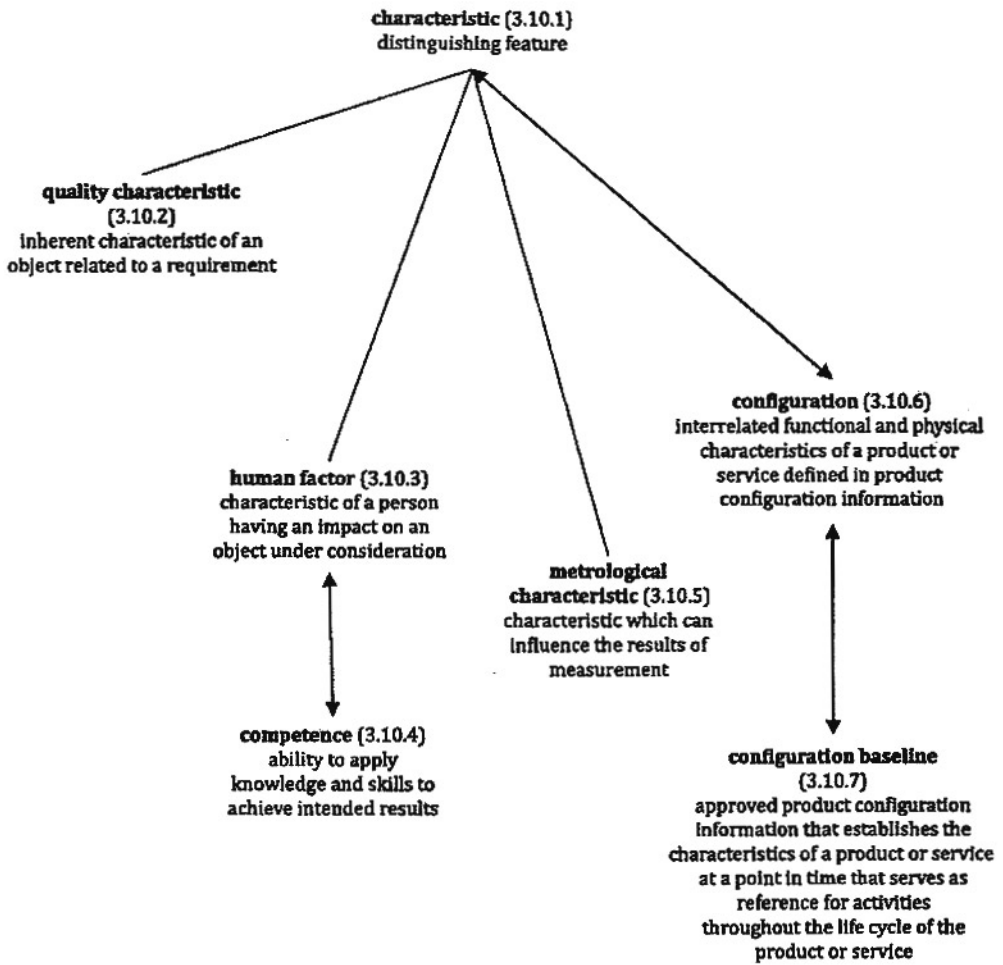 characteristic (3.10.1)
distinguishing feature
quality characteristic
(3.10.2)
inherent characteristic of an
object related to a requirement
human factor (3.10.3)
characteristic of a person
having an impact on an
object under consideration
metrological
characteristic (3.10.5)
characteristic which can
influence the results of
measurement
configuration (3.10.6)
interrelated functional and physical
characteristics of a product or
service defined in product
configuration information
competence (3.10.4)
ability to apply
knowledge and skills to
achieve intended results
configuration baseline
(3.10.7)
approved product configuration
information that establishes the
characteristics of a product or service
at a point in time that serves as
reference for activities
throughout the life cycle of the
product or service